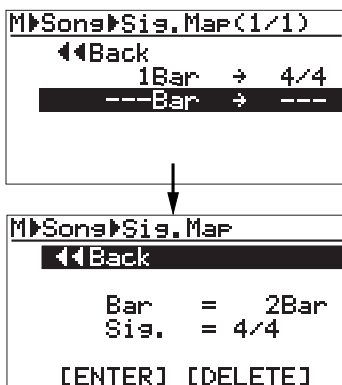 M▶Song▶Sig.Map(1/1)
◀◀Back
1Bar → 4/4
---Bar → ---
M▶Song▶Sig.Map
◀◀Back
Bar = 2Bar
Sig. = 4/4
[ENTER] [DELETE]